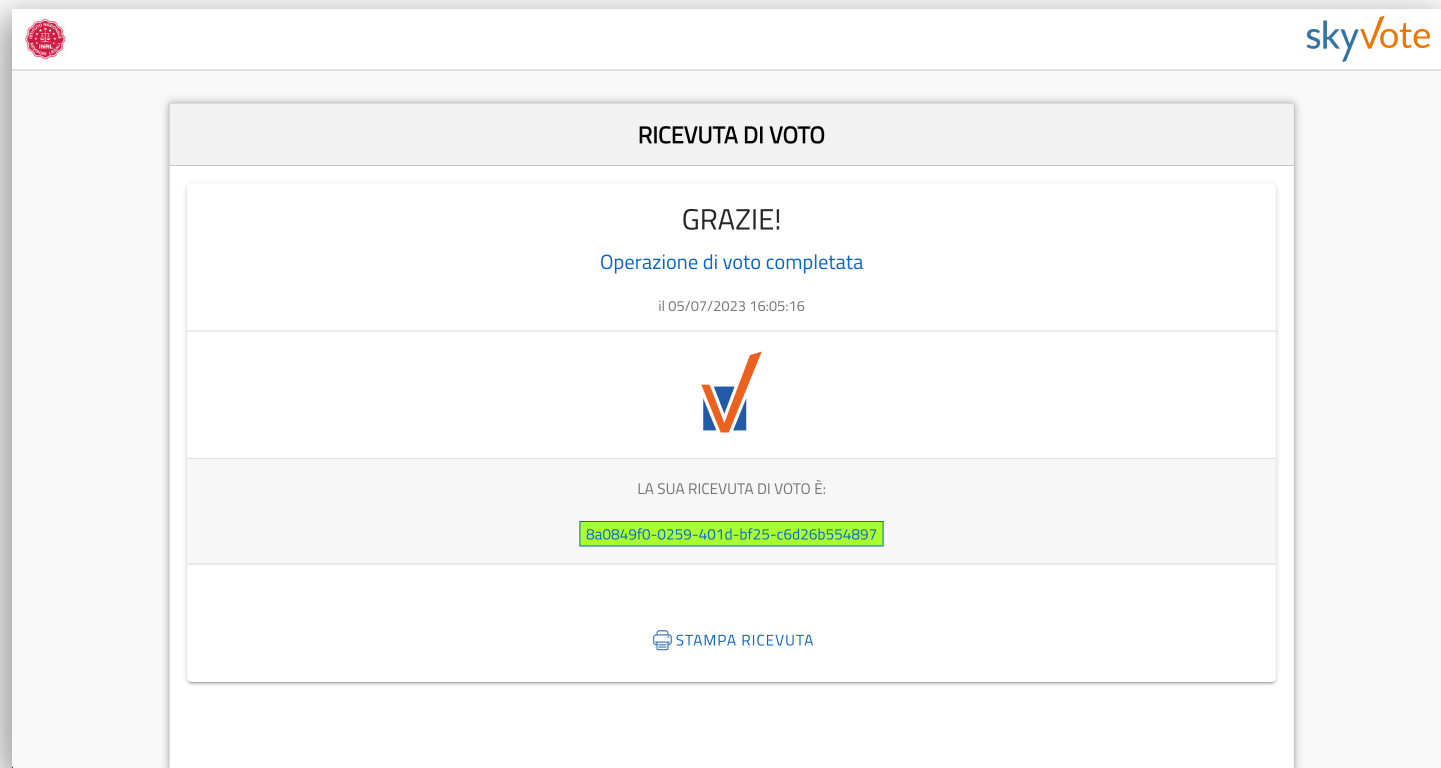 INRL
skyvote
RICEVUTA DI VOTO
GRAZIE!
Operazione di voto completata
il 05/07/2023 16:05:16
LA SUA RICEVUTA DI VOTO È:
8a0849f0-0259-401d-bf25-c6d26b554897
STAMPA RICEVUTA